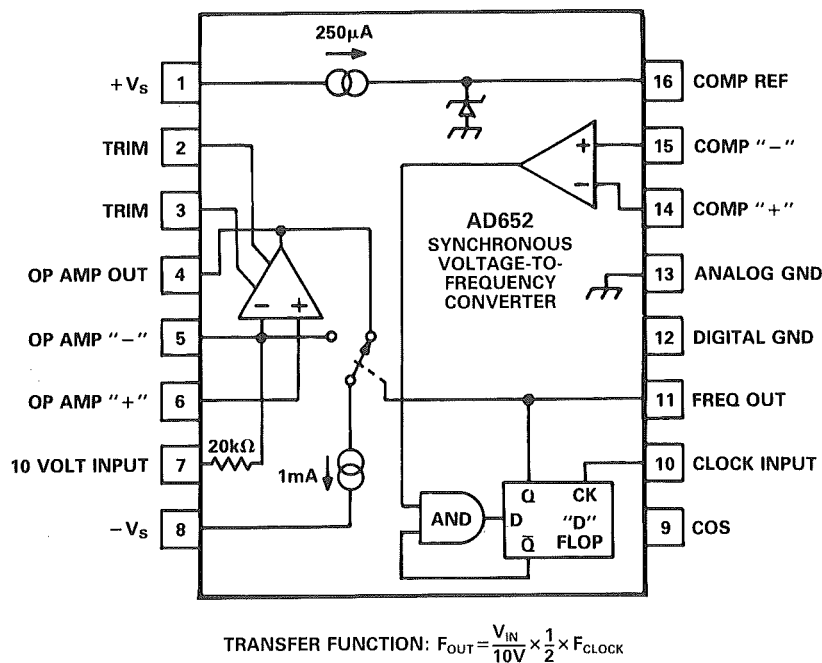 250μA
+VS 1
16 COMP REF
TRIM 2
15 COMP "−"
+
TRIM 3
−
14 COMP "+"
AD652
SYNCHRONOUS
VOLTAGE-TO-
FREQUENCY
CONVERTER
OP AMP OUT 4
13 ANALOG GND
− +
OP AMP "−" 5
12 DIGITAL GND
OP AMP "+" 6
11 FREQ OUT
20kΩ
10 VOLT INPUT 7
10 CLOCK INPUT
1mA
Q CK
AND
D "D"
Q̅ FLOP
−VS 8
9 COS
TRANSFER FUNCTION: FOUT = VIN/10V × 1/2 × FCLOCK